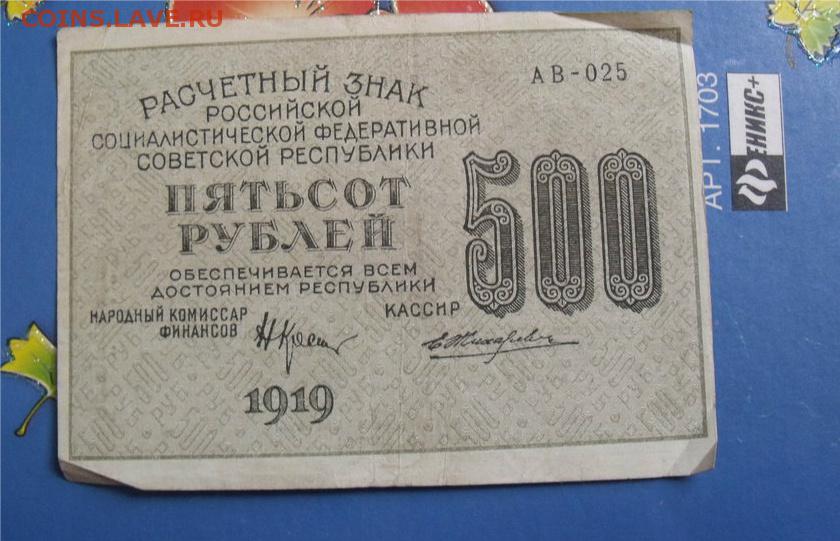 COINS.LAVE.RU
АВ-025
РАСЧЕТНЫЙ ЗНАК
РОССИЙСКОЙ
СОЦИАЛИСТИЧЕСКОЙ ФЕДЕРАТИВНОЙ
СОВЕТСКОЙ РЕСПУБЛИКИ
ПЯТЬСОТ
РУБЛЕЙ
500
ОБЕСПЕЧИВАЕТСЯ ВСЕМ
ДОСТОЯНИЕМ РЕСПУБЛИКИ
НАРОДНЫЙ КОМИССАР
ФИНАНСОВ
КАССИР
1919
АРТ. 1703
ФЕНИКС+